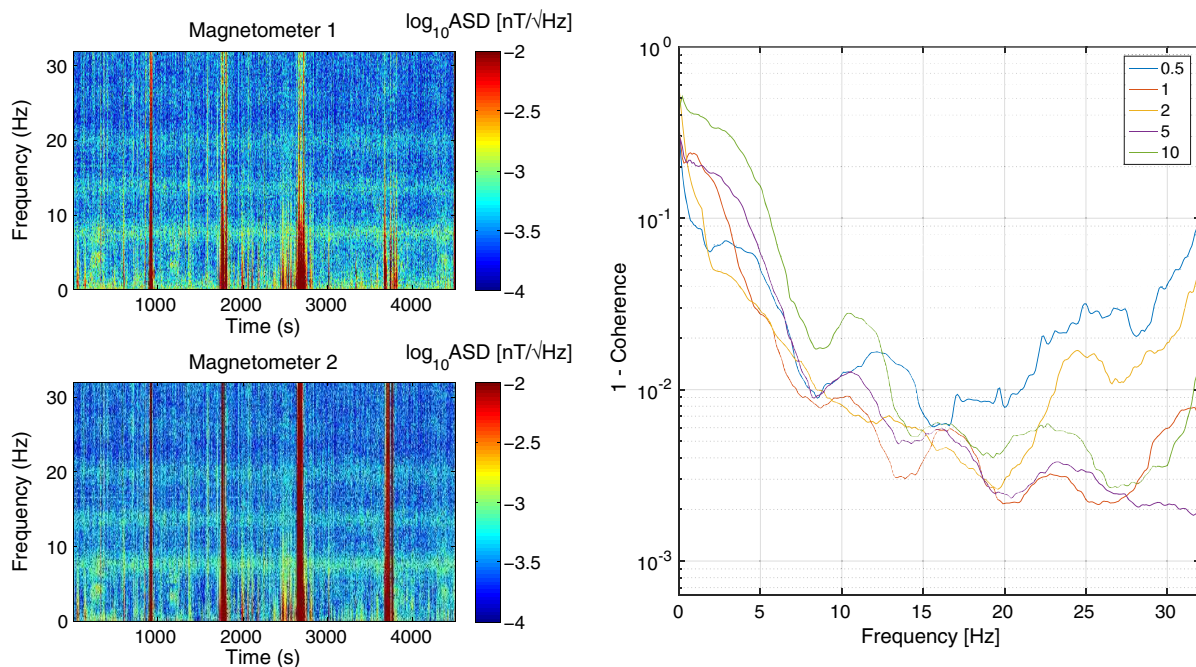 Magnetometer 1
log10ASD [nT/√Hz]
Frequency (Hz)
30
20
10
0
1000 2000 3000 4000
Time (s)
−2
−2.5
−3
−3.5
−4
Magnetometer 2
log10ASD [nT/√Hz]
Frequency (Hz)
30
20
10
0
1000 2000 3000 4000
Time (s)
−2
−2.5
−3
−3.5
−4
1 - Coherence
10^0
10^-1
10^-2
10^-3
0 5 10 15 20 25 30
Frequency [Hz]
0.5
1
2
5
10